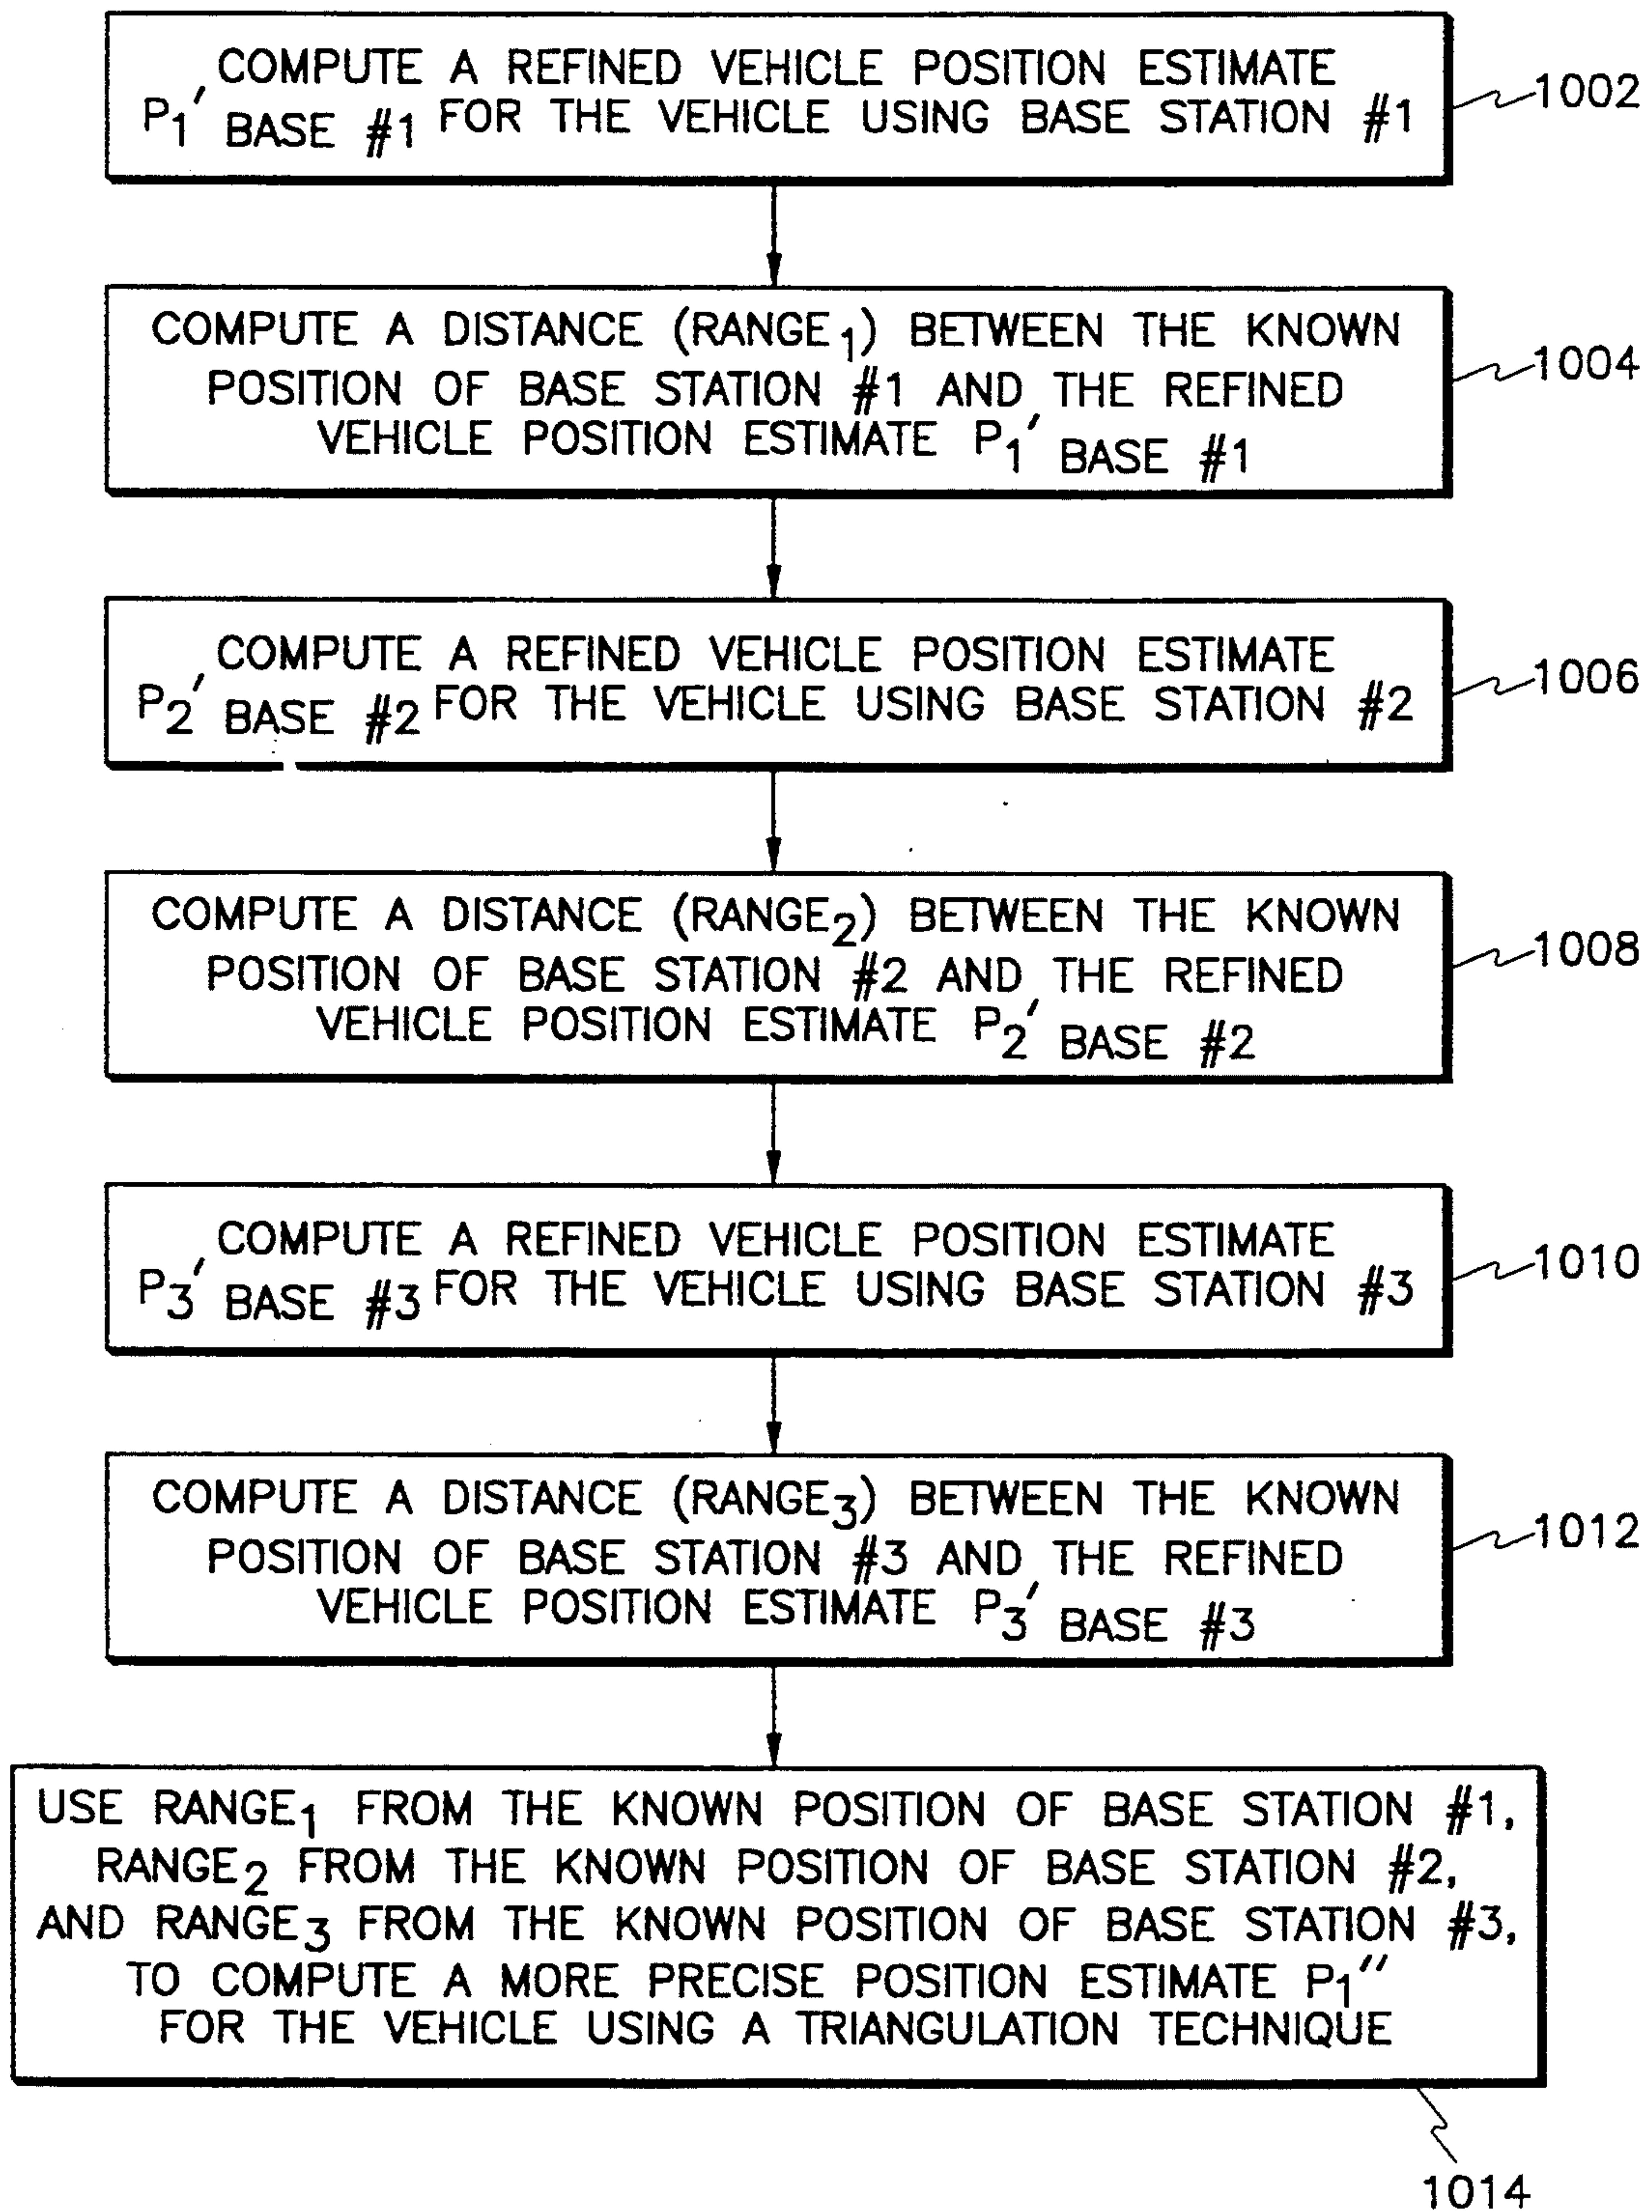 COMPUTE A REFINED VEHICLE POSITION ESTIMATE
P₁′ BASE #1 FOR THE VEHICLE USING BASE STATION #1
1002
COMPUTE A DISTANCE (RANGE₁) BETWEEN THE KNOWN
POSITION OF BASE STATION #1 AND THE REFINED
VEHICLE POSITION ESTIMATE P₁′ BASE #1
1004
COMPUTE A REFINED VEHICLE POSITION ESTIMATE
P₂′ BASE #2 FOR THE VEHICLE USING BASE STATION #2
1006
COMPUTE A DISTANCE (RANGE₂) BETWEEN THE KNOWN
POSITION OF BASE STATION #2 AND THE REFINED
VEHICLE POSITION ESTIMATE P₂′ BASE #2
1008
COMPUTE A REFINED VEHICLE POSITION ESTIMATE
P₃′ BASE #3 FOR THE VEHICLE USING BASE STATION #3
1010
COMPUTE A DISTANCE (RANGE₃) BETWEEN THE KNOWN
POSITION OF BASE STATION #3 AND THE REFINED
VEHICLE POSITION ESTIMATE P₃′ BASE #3
1012
USE RANGE₁ FROM THE KNOWN POSITION OF BASE STATION #1,
RANGE₂ FROM THE KNOWN POSITION OF BASE STATION #2,
AND RANGE₃ FROM THE KNOWN POSITION OF BASE STATION #3,
TO COMPUTE A MORE PRECISE POSITION ESTIMATE P₁″
FOR THE VEHICLE USING A TRIANGULATION TECHNIQUE
1014